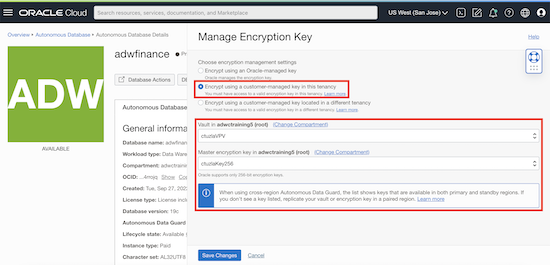 ORACLE Cloud
Search resources, services, documentation, and Marketplace
US West (San Jose)
Overview › Autonomous Database › Autonomous Database Details
ADW
AVAILABLE
adwfinance
Database Actions
Autonomous Database
General informa
Database name: adwfinance
Workload type: Data Ware
Compartment: adwctraining
OCID: ...4rrojq Show
Created: Tue, Sep 27, 202
License type: License inclu
Database version: 19c
Autonomous Data Guard
Lifecycle state: Available
Instance type: Paid
Character set: AL32UTF8
Manage Encryption Key
Help
Choose encryption management settings
Encrypt using an Oracle-managed key
Oracle manages the encryption key.
Encrypt using a customer-managed key in this tenancy
You must have access to a valid encryption key in this tenancy. Learn more
Encrypt using a customer-managed key located in a different tenancy
You must have access to a valid encryption key in a different tenancy. Learn more
Vault in adwctraining5 (root) (Change Compartment)
ctuzlaVPV
Master encryption key in adwctraining5 (root) (Change Compartment)
ctuzlaKey256
Oracle supports only 256-bit encryption keys.
When using cross-region Autonomous Data Guard, the list shows keys that are available in both primary and standby regions. If
you don't see a key listed, replicate your vault or encryption key in a paired region. Learn more
Save Changes
Cancel